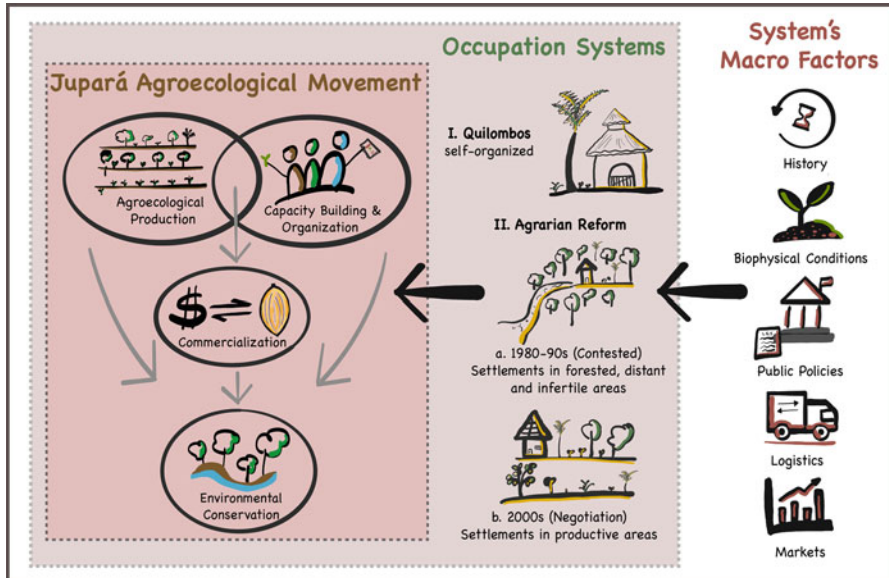 Jupará Agroecological Movement
Agroecological
Production
Capacity Building &
Organization
$
Commercialization
Environmental
Conservation
Occupation Systems
I. Quilombos
self-organized
II. Agrarian Reform
a. 1980-90s (Contested)
Settlements in forested, distant
and infertile areas
b. 2000s (Negotiation)
Settlements in productive areas
System's
Macro Factors
History
Biophysical Conditions
Public Policies
Logistics
Markets